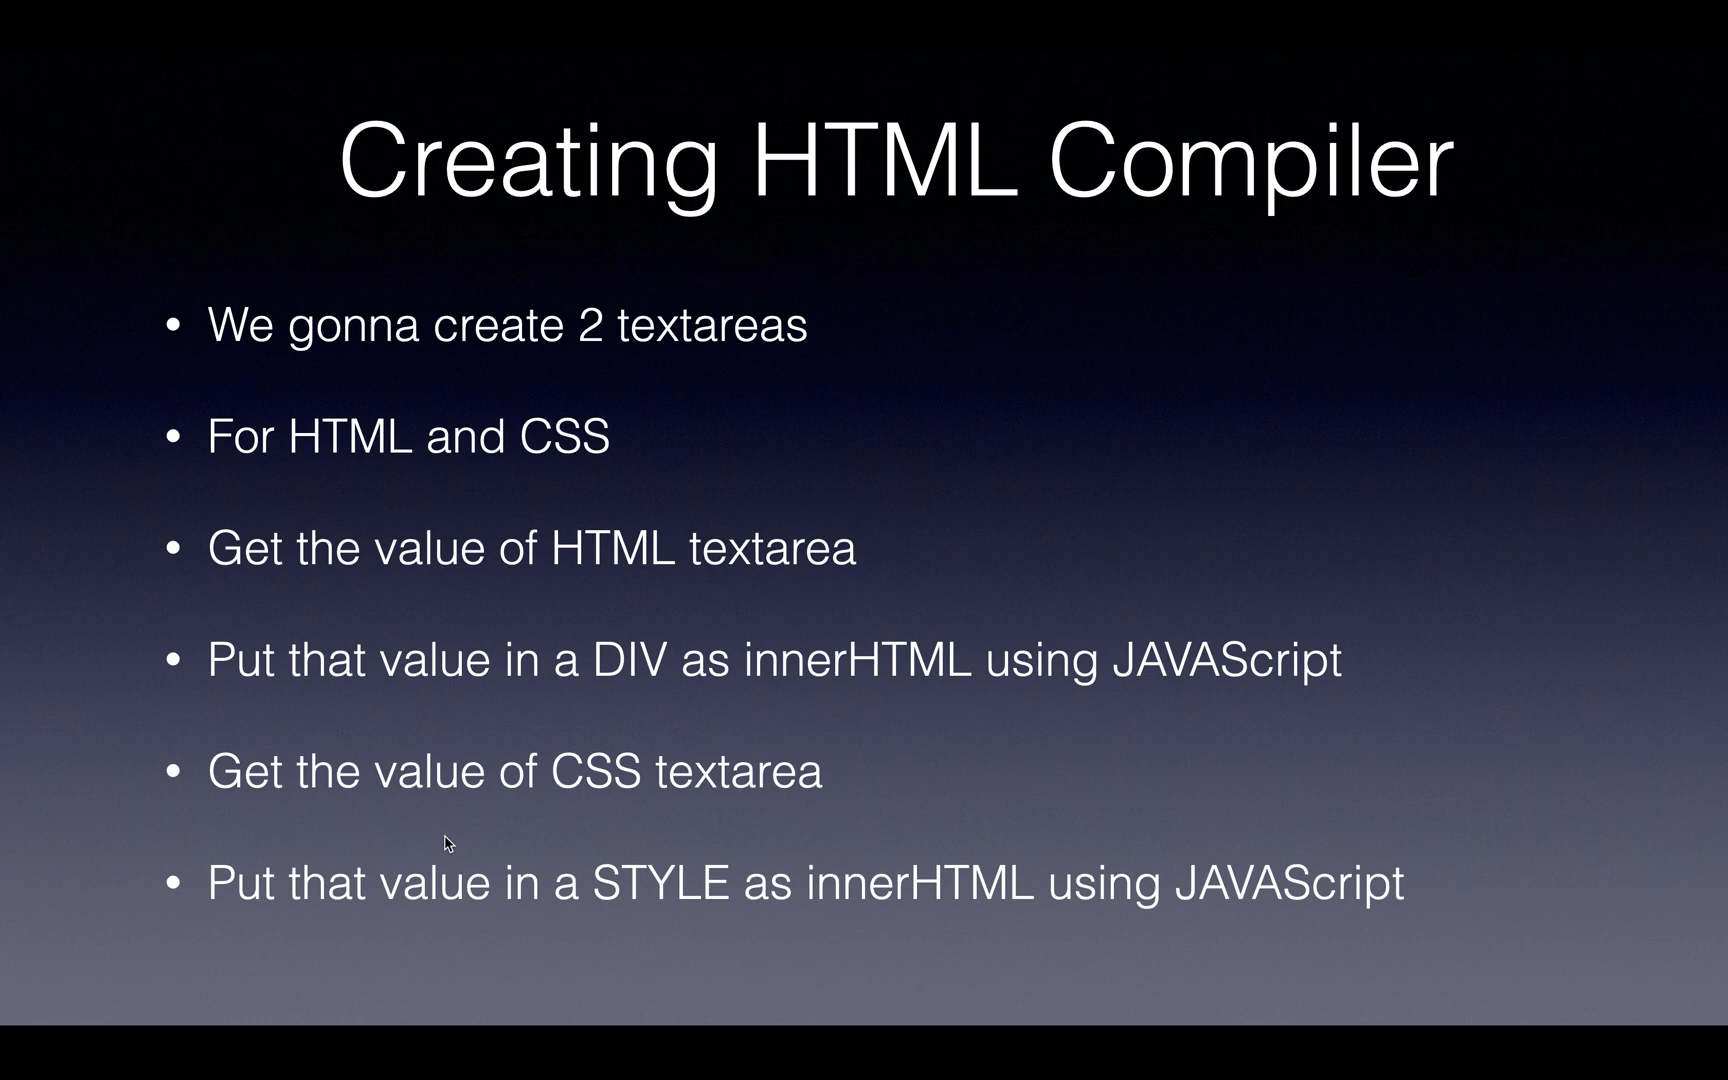 Creating HTML Compiler
• We gonna create 2 textareas
• For HTML and CSS
• Get the value of HTML textarea
• Put that value in a DIV as innerHTML using JAVAScript
• Get the value of CSS textarea
• Put that value in a STYLE as innerHTML using JAVAScript